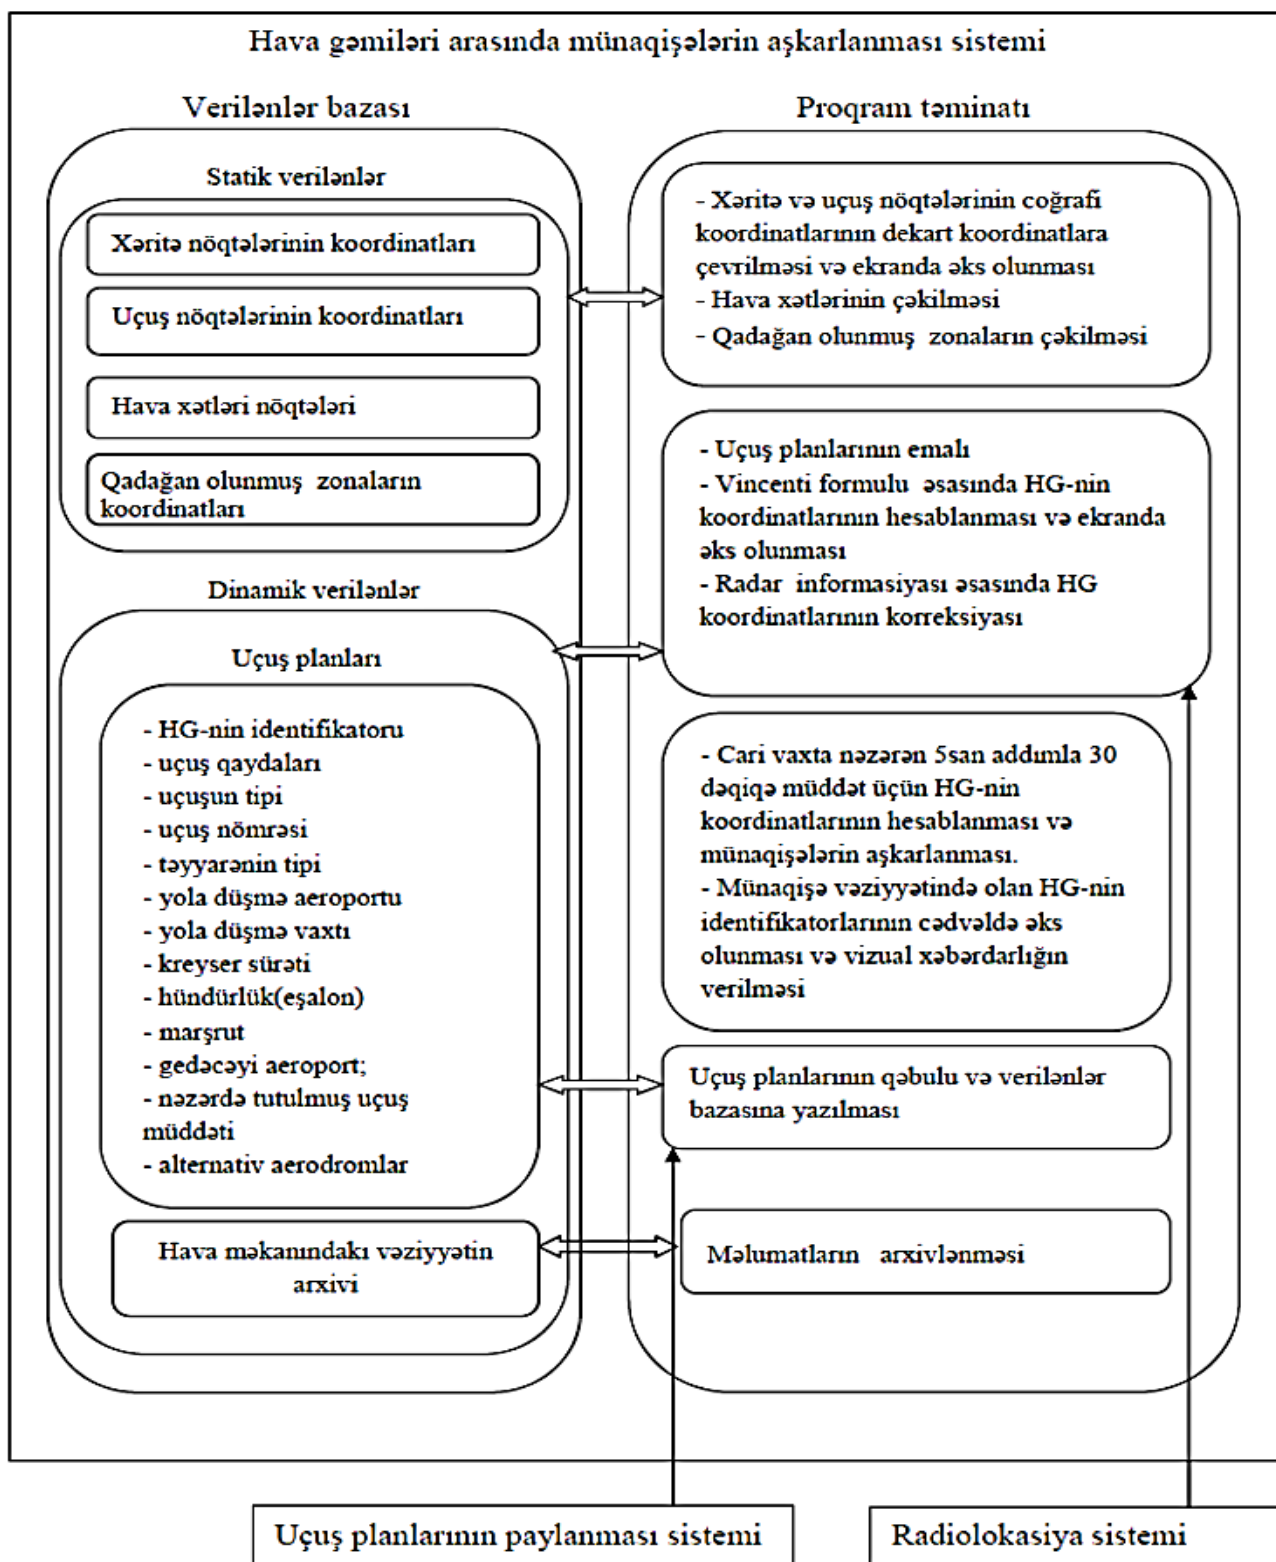 Hava gəmiləri arasında münaqişələrin aşkarlanması sistemi
Verilənlər bazası
Statik verilənlər
Xəritə nöqtələrinin koordinatları
Uçuş nöqtələrinin koordinatları
Hava xətləri nöqtələri
Qadağan olunmuş zonaların
koordinatları
Dinamik verilənlər
Uçuş planları
- HG-nin identifikatoru
- uçuş qaydaları
- uçuşun tipi
- uçuş nömrəsi
- təyyarənin tipi
- yola düşmə aeroportu
- yola düşmə vaxtı
- kreyser sürəti
- hündürlük(eşalon)
- marşrut
- gedəcəyi aeroport;
- nəzərdə tutulmuş uçuş
müddəti
- alternativ aerodromlar
Hava məkanındakı vəziyyətin
arxivi
Proqram təminatı
- Xəritə və uçuş nöqtələrinin coğrafi
koordinatlarının dekart koordinatlara
çevrilməsi və ekranda əks olunması
- Hava xətlərinin çəkilməsi
- Qadağan olunmuş zonaların çəkilməsi
- Uçuş planlarının emalı
- Vincenti formulu əsasında HG-nin
koordinatlarının hesablanması və ekranda
əks olunması
- Radar informasiyası əsasında HG
koordinatlarının korreksiyası
- Cari vaxta nəzərən 5san addımla 30
dəqiqə müddət üçün HG-nin
koordinatlarının hesablanması və
münaqişələrin aşkarlanması.
- Münaqişə vəziyyətində olan HG-nin
identifikatorlarının cədvəldə əks
olunması və vizual xəbərdarlığın
verilməsi
Uçuş planlarının qəbulu və verilənlər
bazasına yazılması
Məlumatların arxivlənməsi
Uçuş planlarının paylanması sistemi
Radiolokasiya sistemi